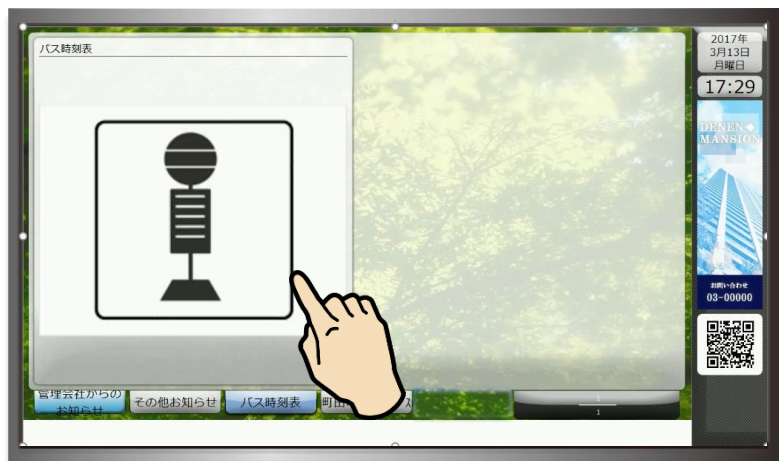 バス時刻表
2017年
3月13日
月曜日
17:29
DENEN◆
MANSION
お問い合わせ
03-00000
管理会社からの
お知らせ
その他お知らせ
バス時刻表
1
1